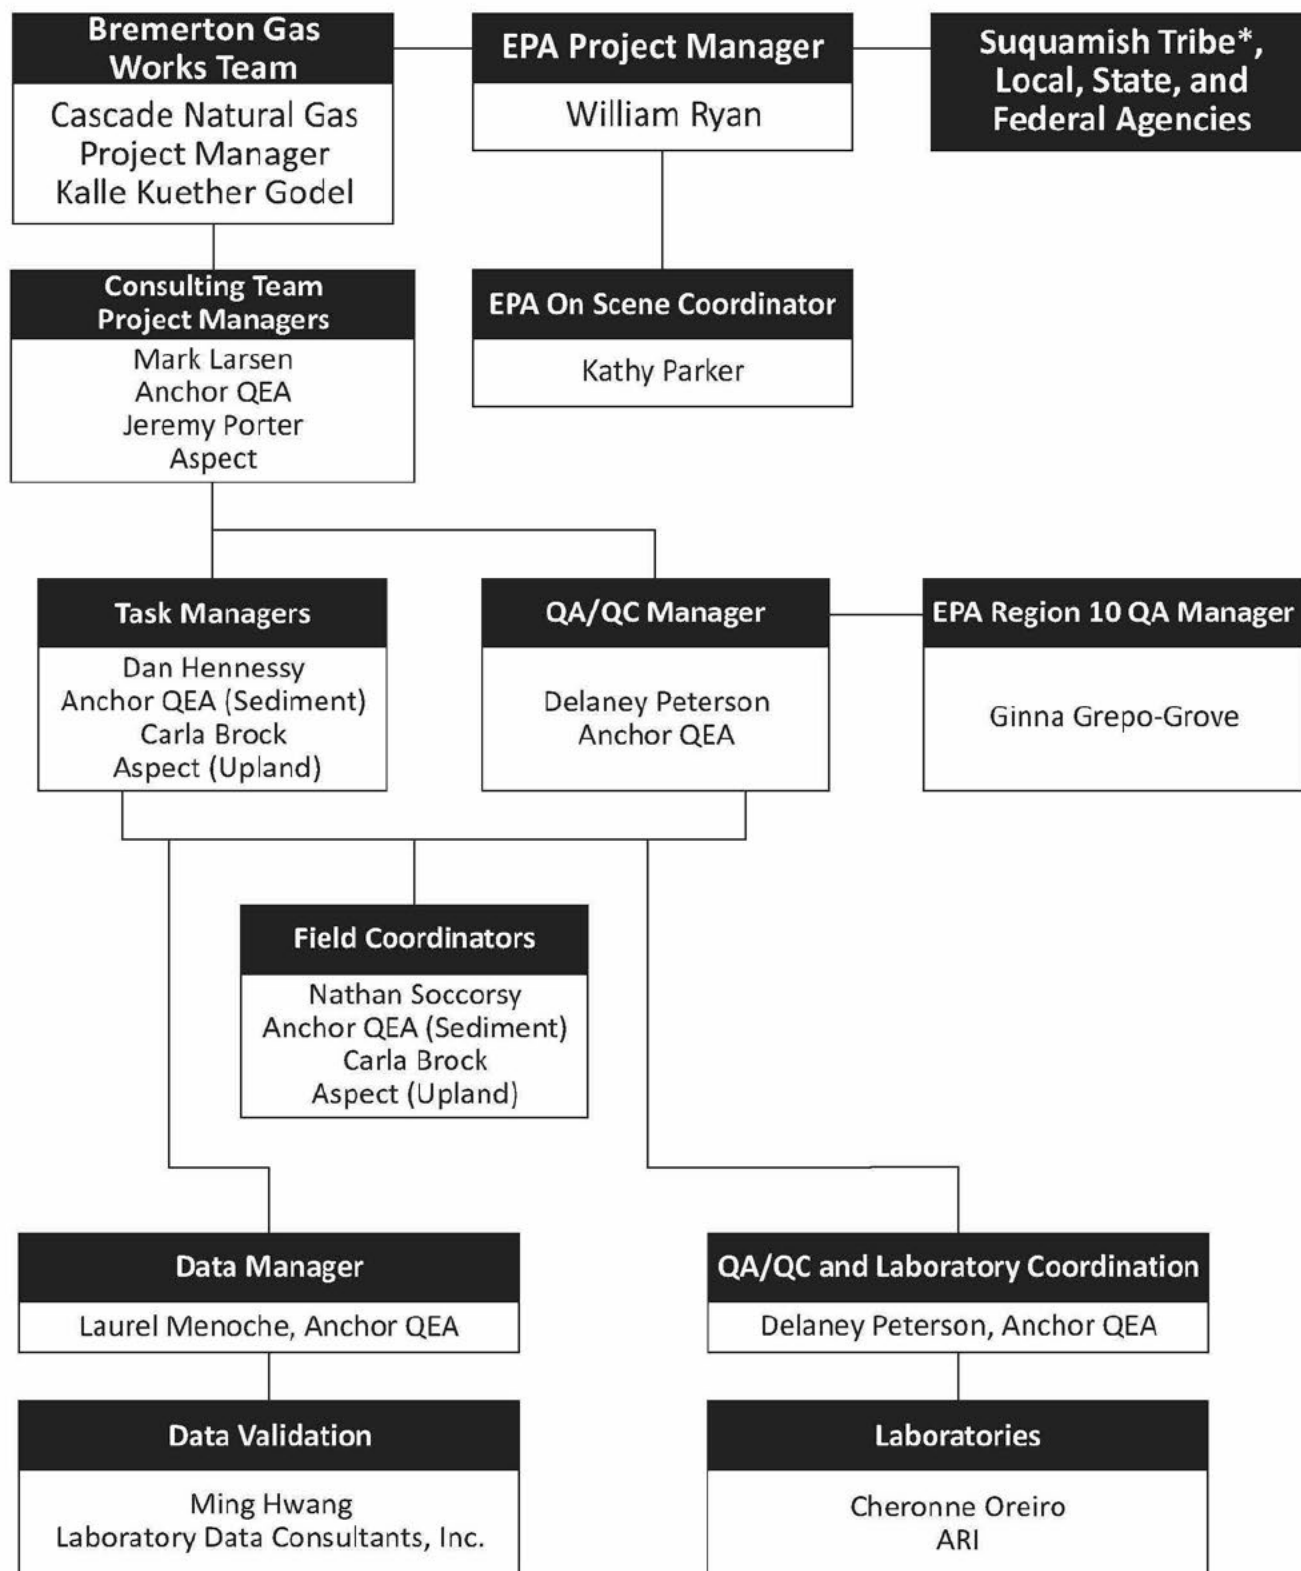 Bremerton Gas
Works Team
Cascade Natural Gas
Project Manager
Kalle Kuether Godel
EPA Project Manager
William Ryan
Suquamish Tribe*,
Local, State, and
Federal Agencies
Consulting Team
Project Managers
Mark Larsen
Anchor QEA
Jeremy Porter
Aspect
EPA On Scene Coordinator
Kathy Parker
Task Managers
Dan Hennessy
Anchor QEA (Sediment)
Carla Brock
Aspect (Upland)
QA/QC Manager
Delaney Peterson
Anchor QEA
EPA Region 10 QA Manager
Ginna Grepo-Grove
Field Coordinators
Nathan Soccorsy
Anchor QEA (Sediment)
Carla Brock
Aspect (Upland)
Data Manager
Laurel Menoche, Anchor QEA
QA/QC and Laboratory Coordination
Delaney Peterson, Anchor QEA
Data Validation
Ming Hwang
Laboratory Data Consultants, Inc.
Laboratories
Cheronne Oreiro
ARI